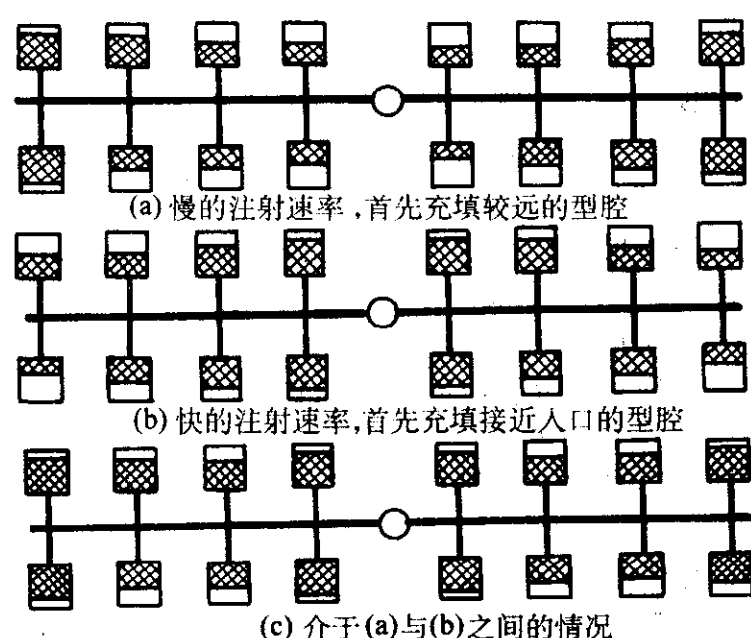 (a) 慢的注射速率,首先充填较远的型腔
(b) 快的注射速率,首先充填接近入口的型腔
(c) 介于(a)与(b)之间的情况